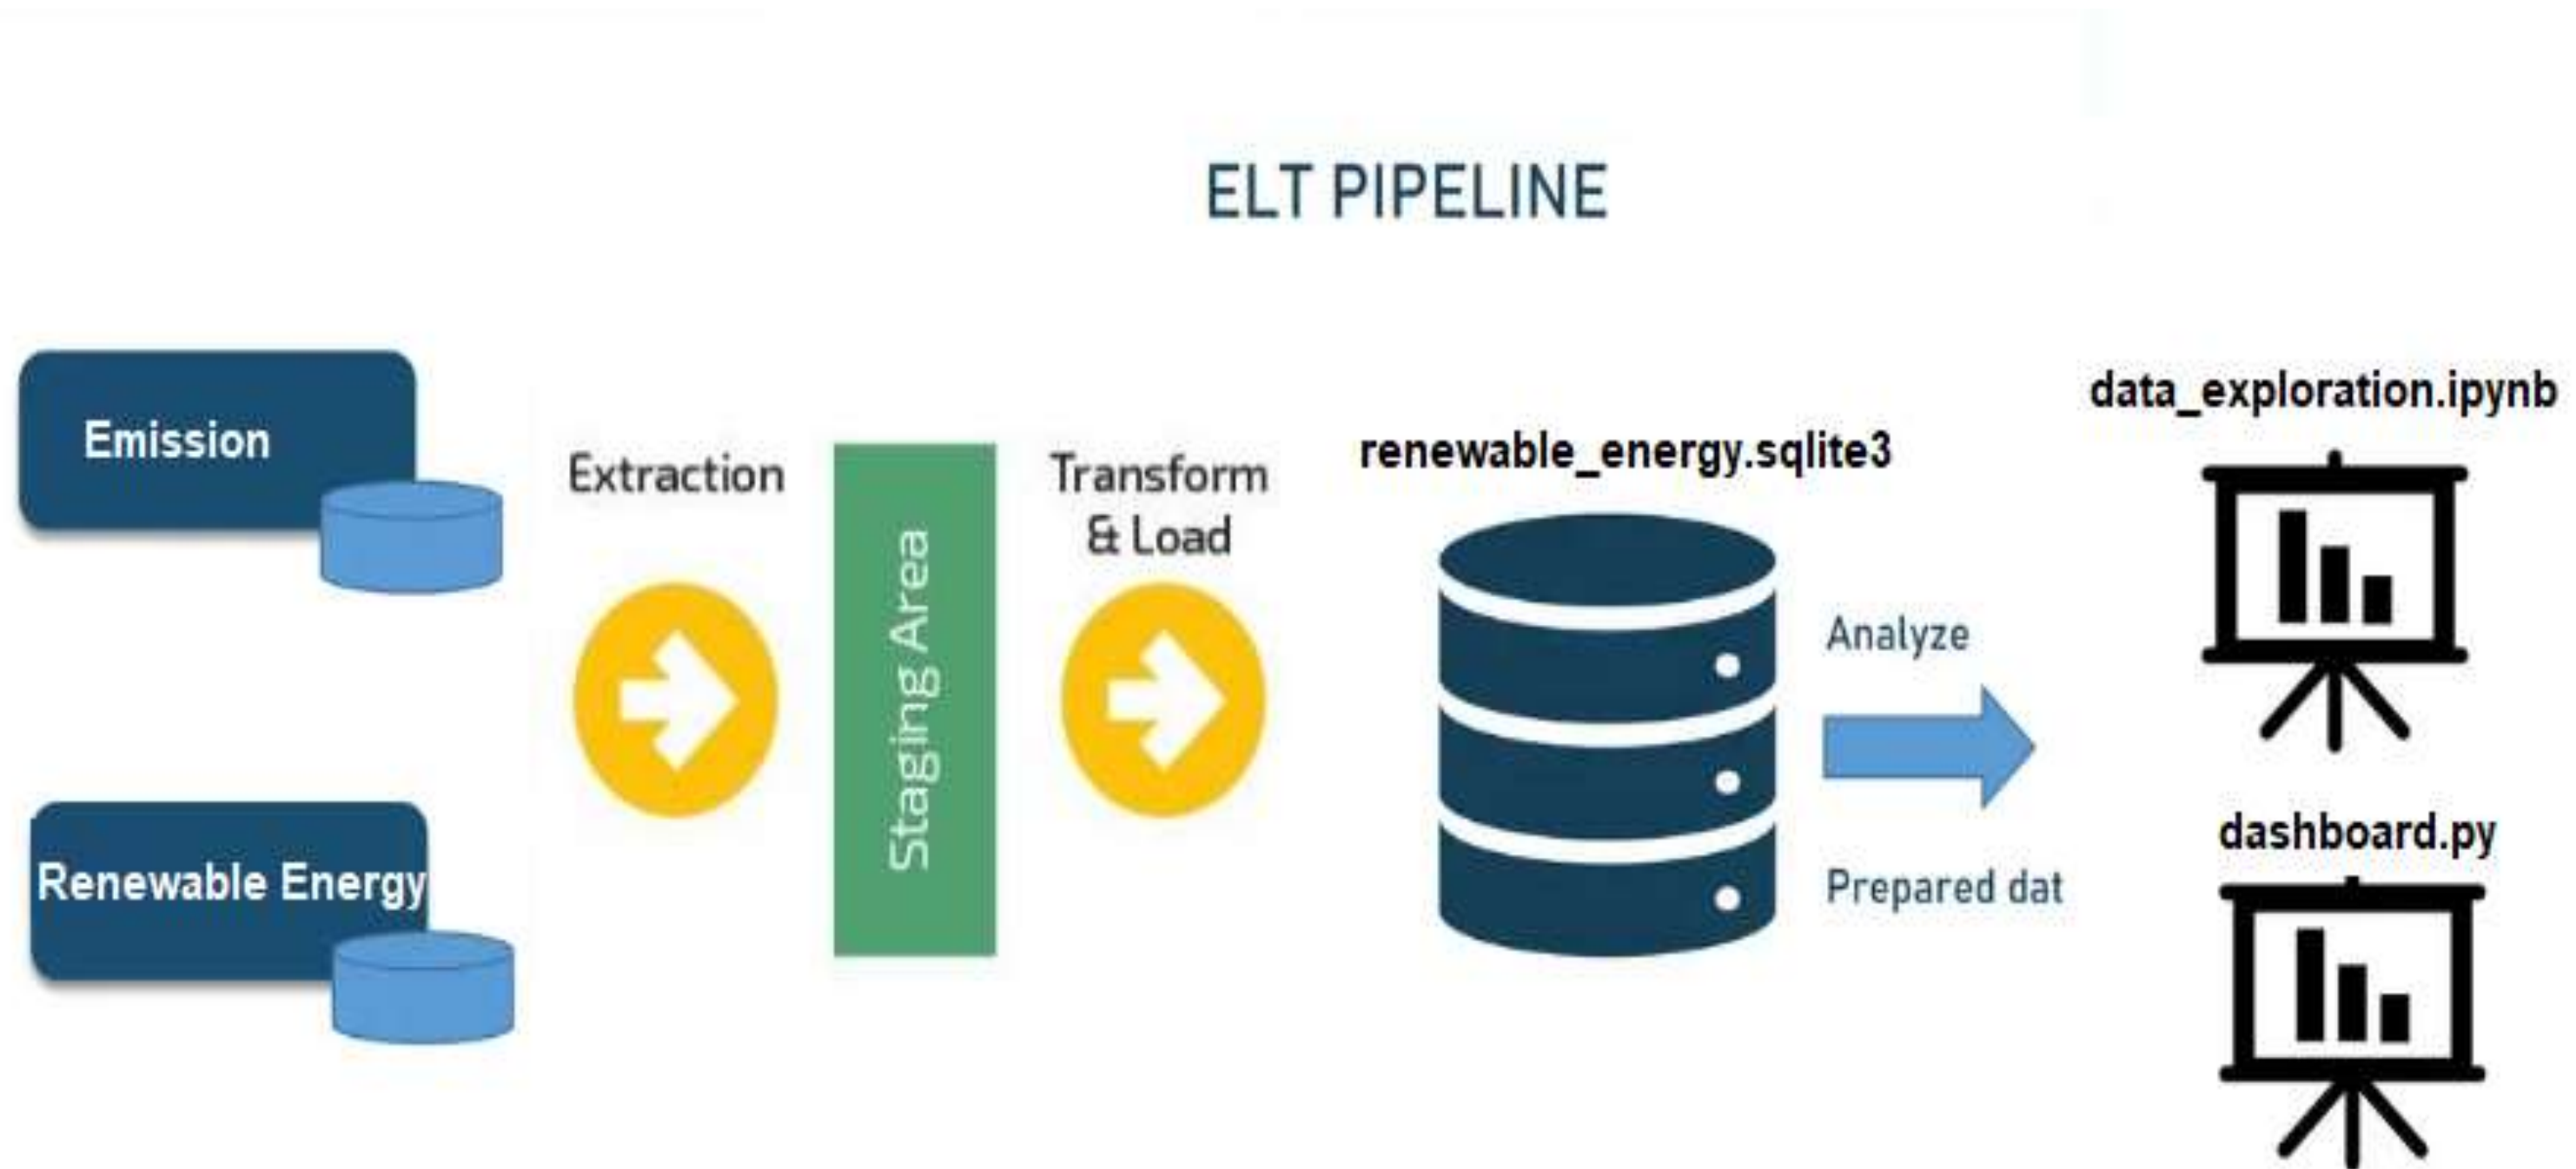 ELT PIPELINE
Emission
Renewable Energy
Extraction
Staging Area
Transform
& Load
renewable_energy.sqlite3
Analyze
Prepared dat
data_exploration.ipynb
dashboard.py